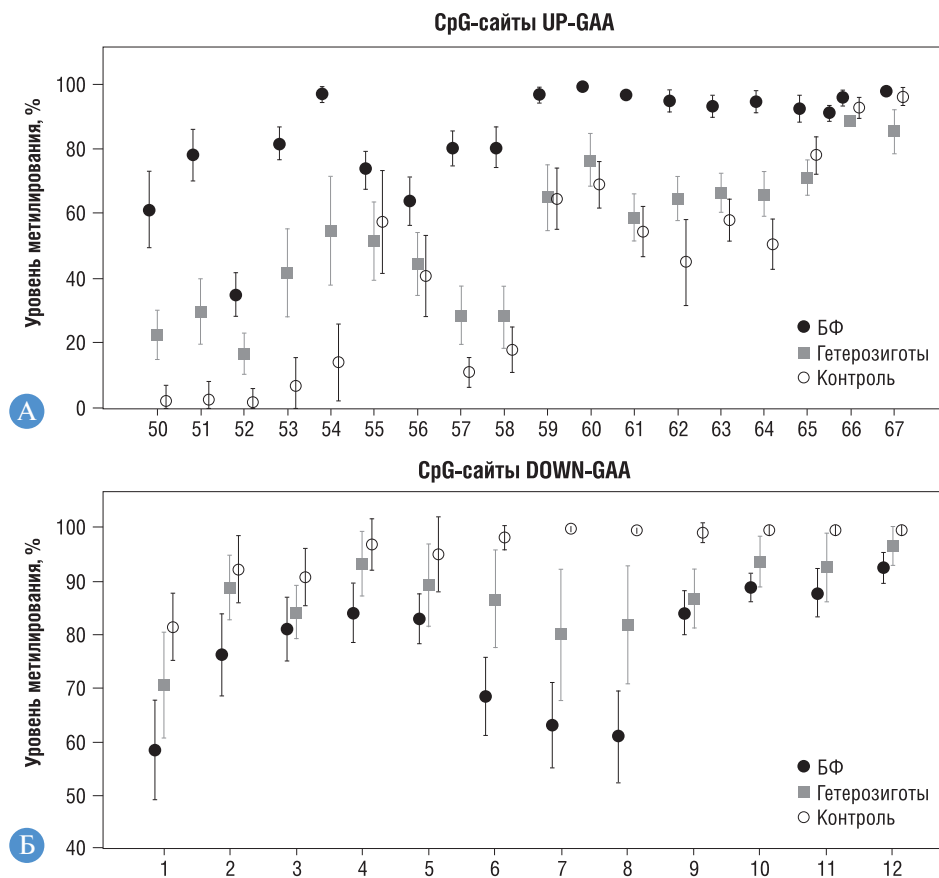 CpG-сайты UP-GAA
Уровень метилирования, %
100
80
60
40
20
0
50 51 52 53 54 55 56 57 58 59 60 61 62 63 64 65 66 67
БФ
Гетерозиготы
Контроль
А
CpG-сайты DOWN-GAA
Уровень метилирования, %
100
90
80
70
60
50
40
1 2 3 4 5 6 7 8 9 10 11 12
БФ
Гетерозиготы
Контроль
Б